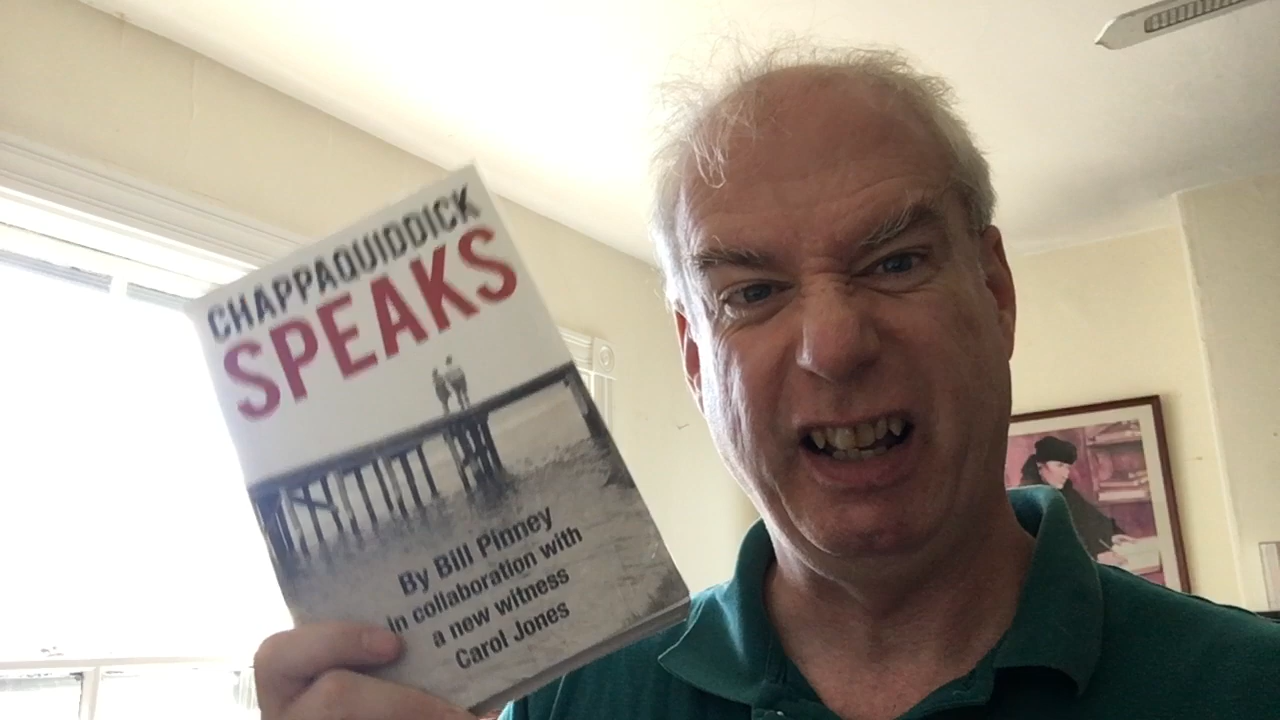 CHAPPAQUIDDICK
SPEAKS
By Bill Pinney
in collaboration with
a new witness
Carol Jones